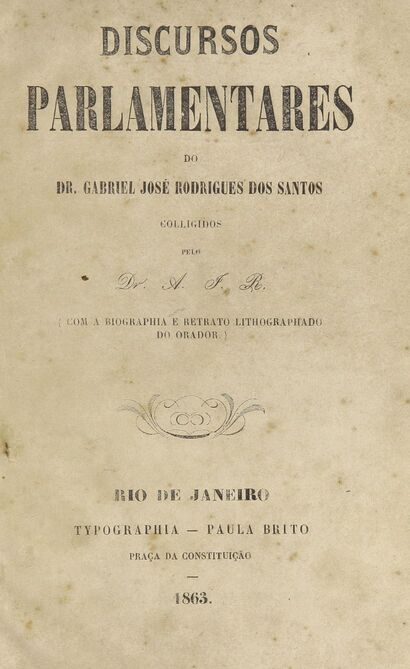 DISCURSOS
PARLAMENTARES
DO
DR. GABRIEL JOSÉ RODRIGUES DOS SANTOS
COLLIGIDOS
PELO
Dr. A. J. R.
( COM A BIOGRAPHIA E RETRATO LITHOGRAPHADO
DO ORADOR. )
RIO DE JANEIRO
TYPOGRAPHIA — PAULA BRITO
PRAÇA DA CONSTITUIÇÃO
—
1863.